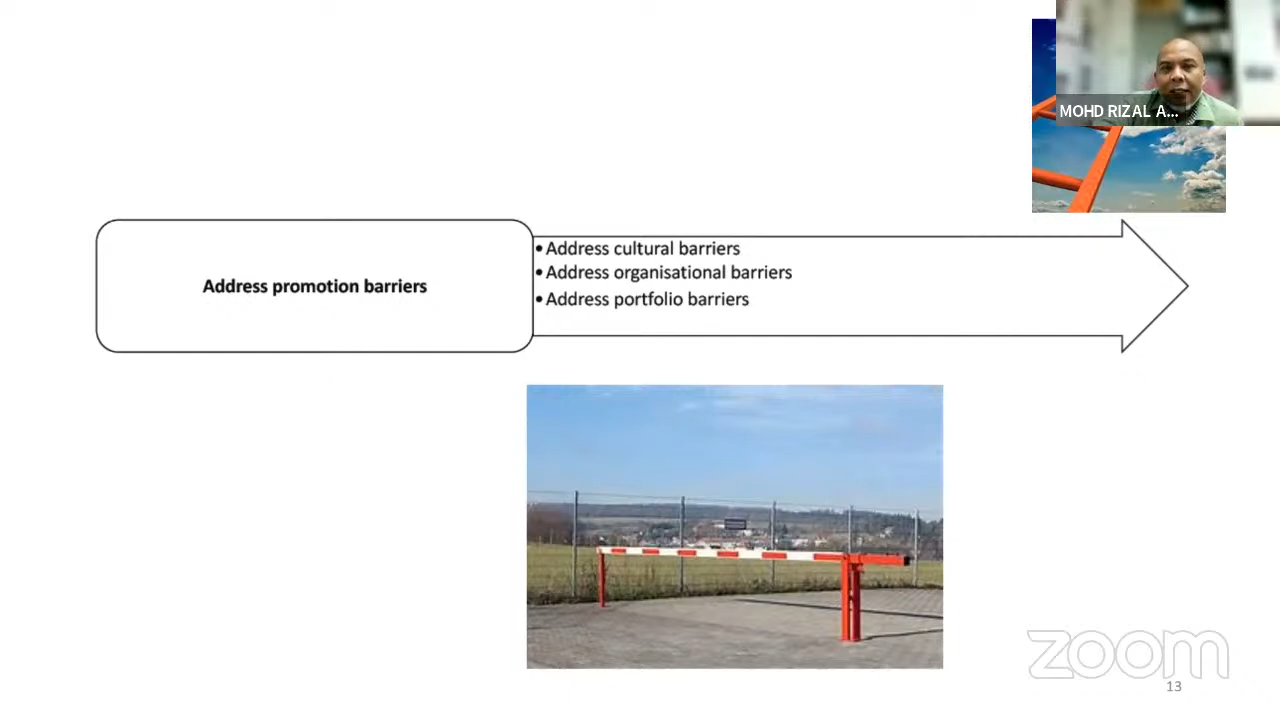 MOHD RIZAL A...
Address promotion barriers
• Address cultural barriers
• Address organisational barriers
• Address portfolio barriers
zoom
13